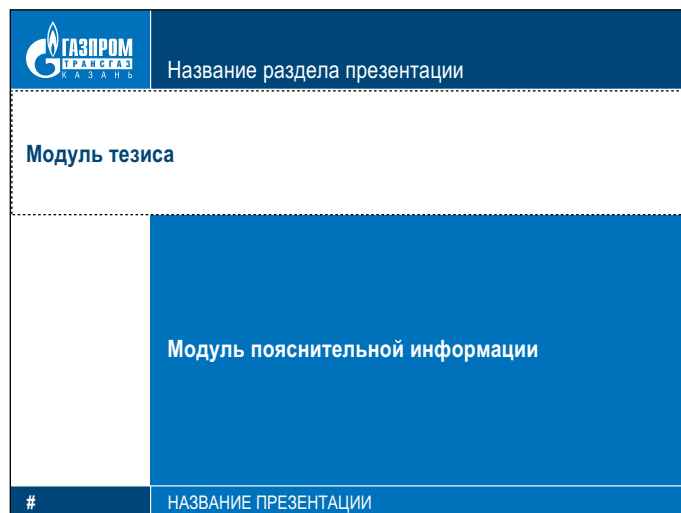 ГАЗПРОМ
ТРАНСГАЗ
КАЗАНЬ
Название раздела презентации
Модуль тезиса
Модуль пояснительной информации
#
НАЗВАНИЕ ПРЕЗЕНТАЦИИ